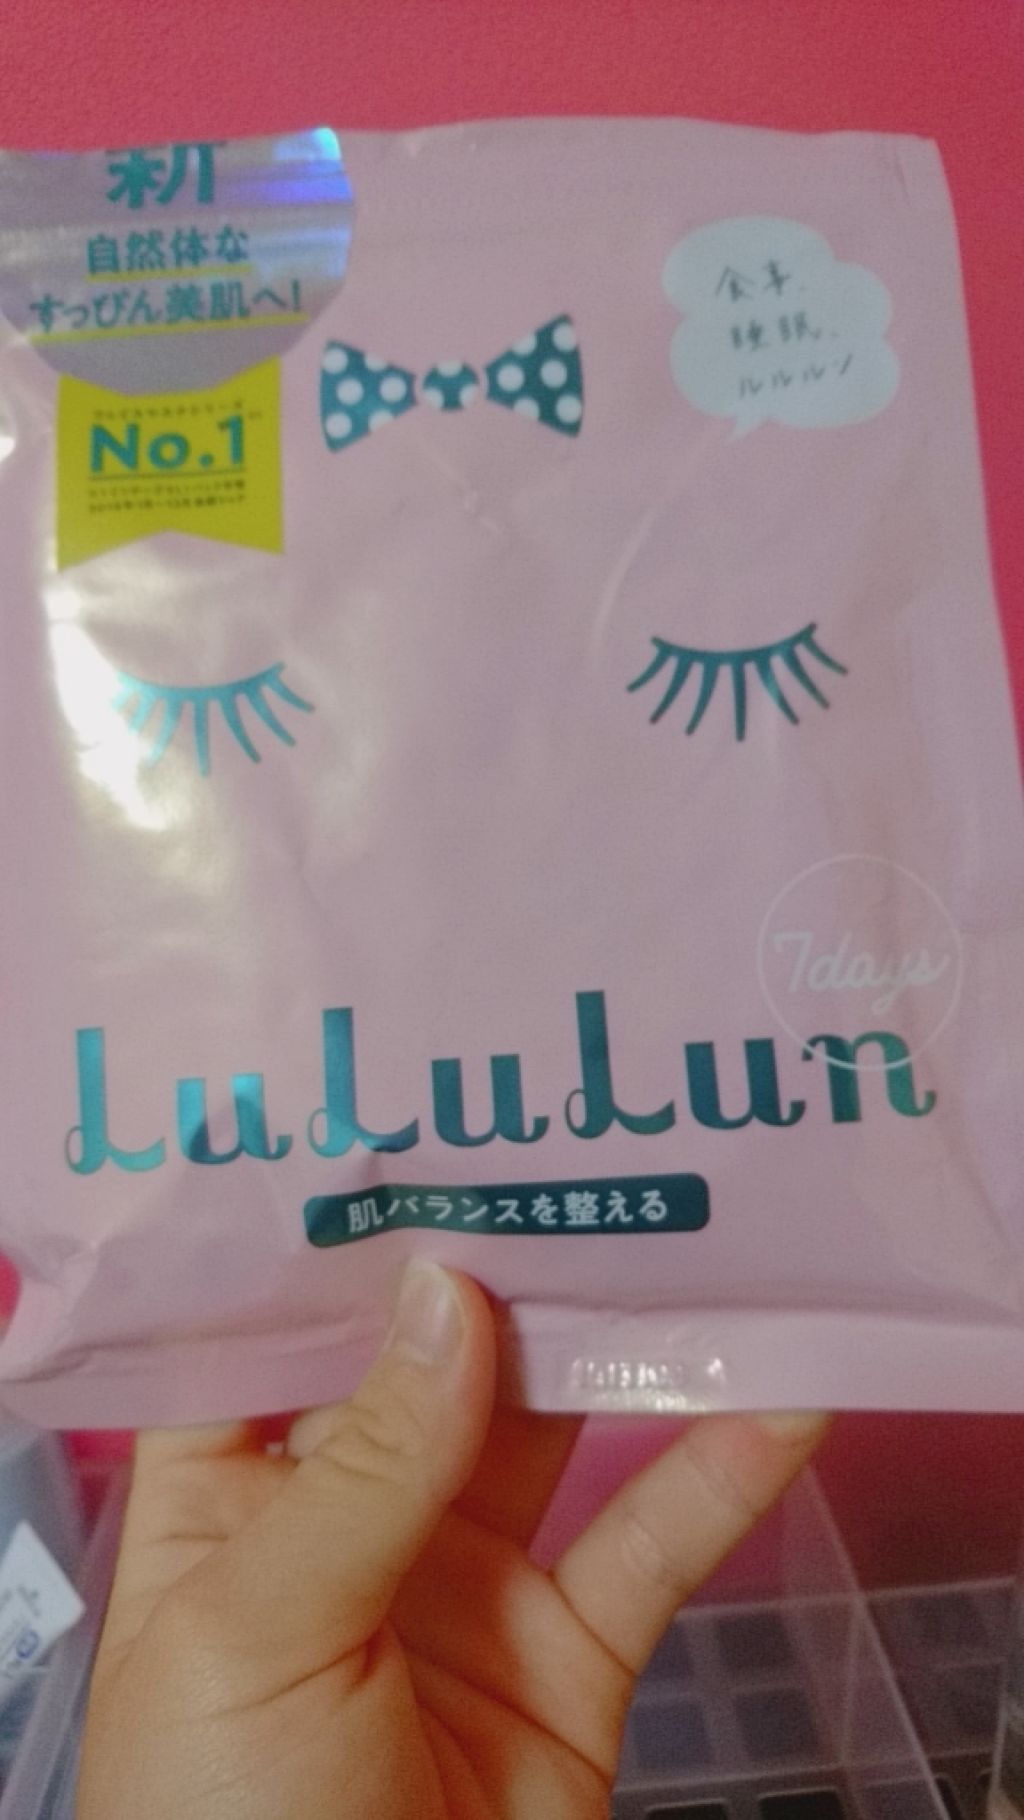 新
自然体な
すっぴん美肌へ!
No.1
食事、
睡眠、
ルルルン
7days
LuLuLun
肌バランスを整える